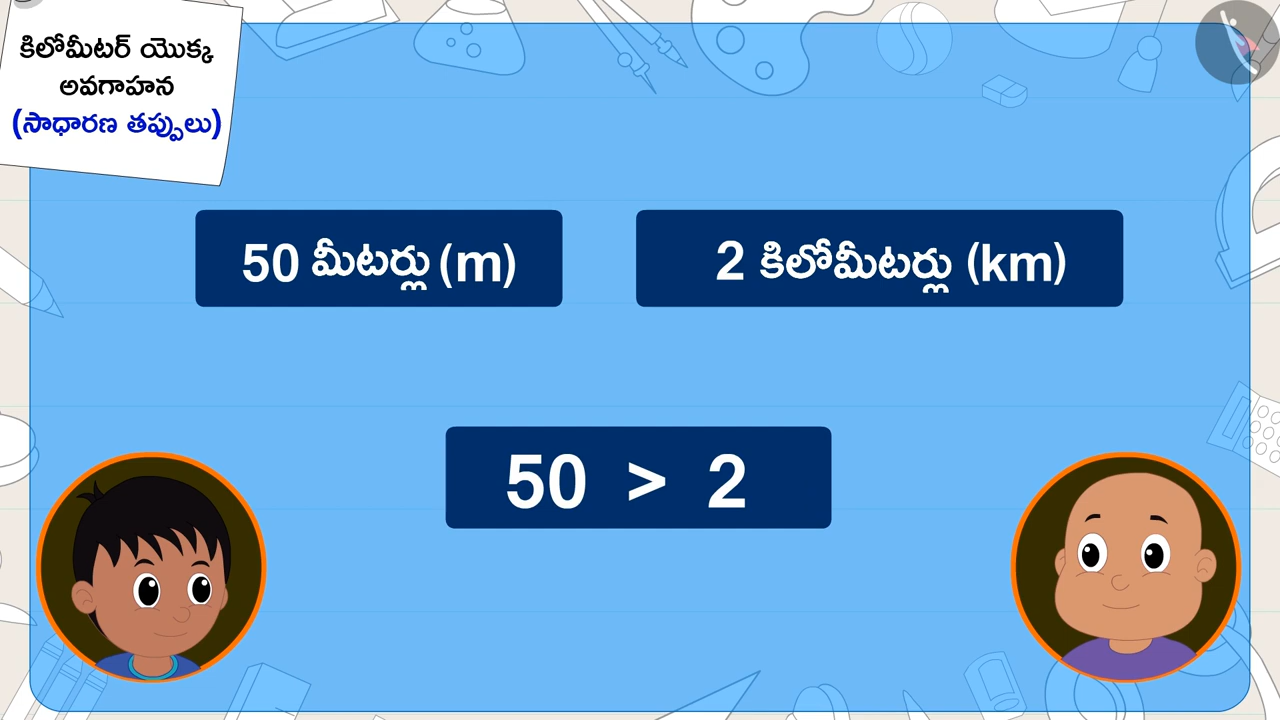 కిలోమీటర్ యొక్క
అవగాహన
(సాధారణ తప్పులు)
50 మీటర్లు (m)
2 కిలోమీటర్లు (km)
50 > 2